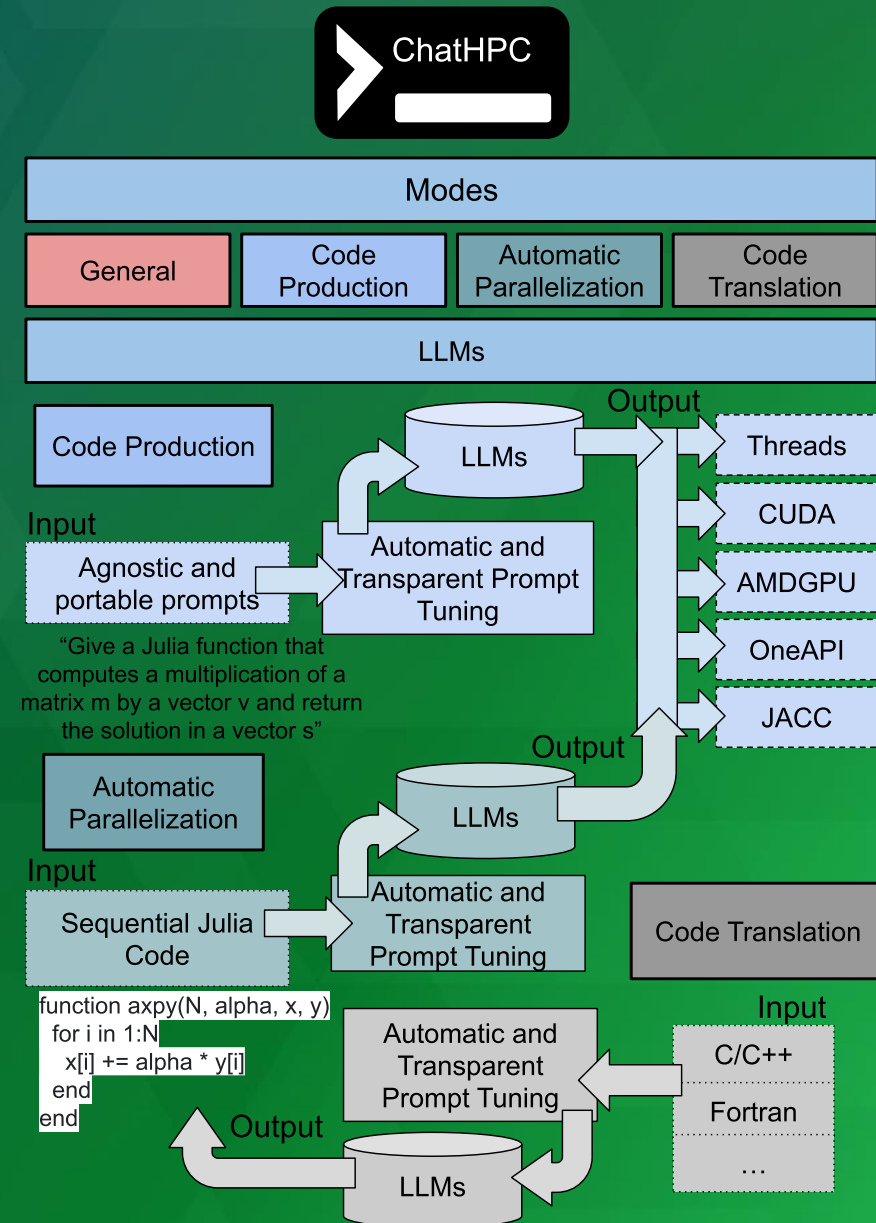 ChatHPC
Modes
General
Code
Production
Automatic
Parallelization
Code
Translation
LLMs
Code Production
LLMs
Output
Threads
CUDA
AMDGPU
OneAPI
JACC
Input
Agnostic and
portable prompts
Automatic and
Transparent Prompt
Tuning
“Give a Julia function that
computes a multiplication of a
matrix m by a vector v and return
the solution in a vector s”
Automatic
Parallelization
LLMs
Output
Input
Sequential Julia
Code
Automatic and
Transparent
Prompt Tuning
function axpy(N, alpha, x, y)
for i in 1:N
x[i] += alpha * y[i]
end
end
Code Translation
Input
C/C++
Fortran
…
Automatic and
Transparent
Prompt Tuning
LLMs
Output